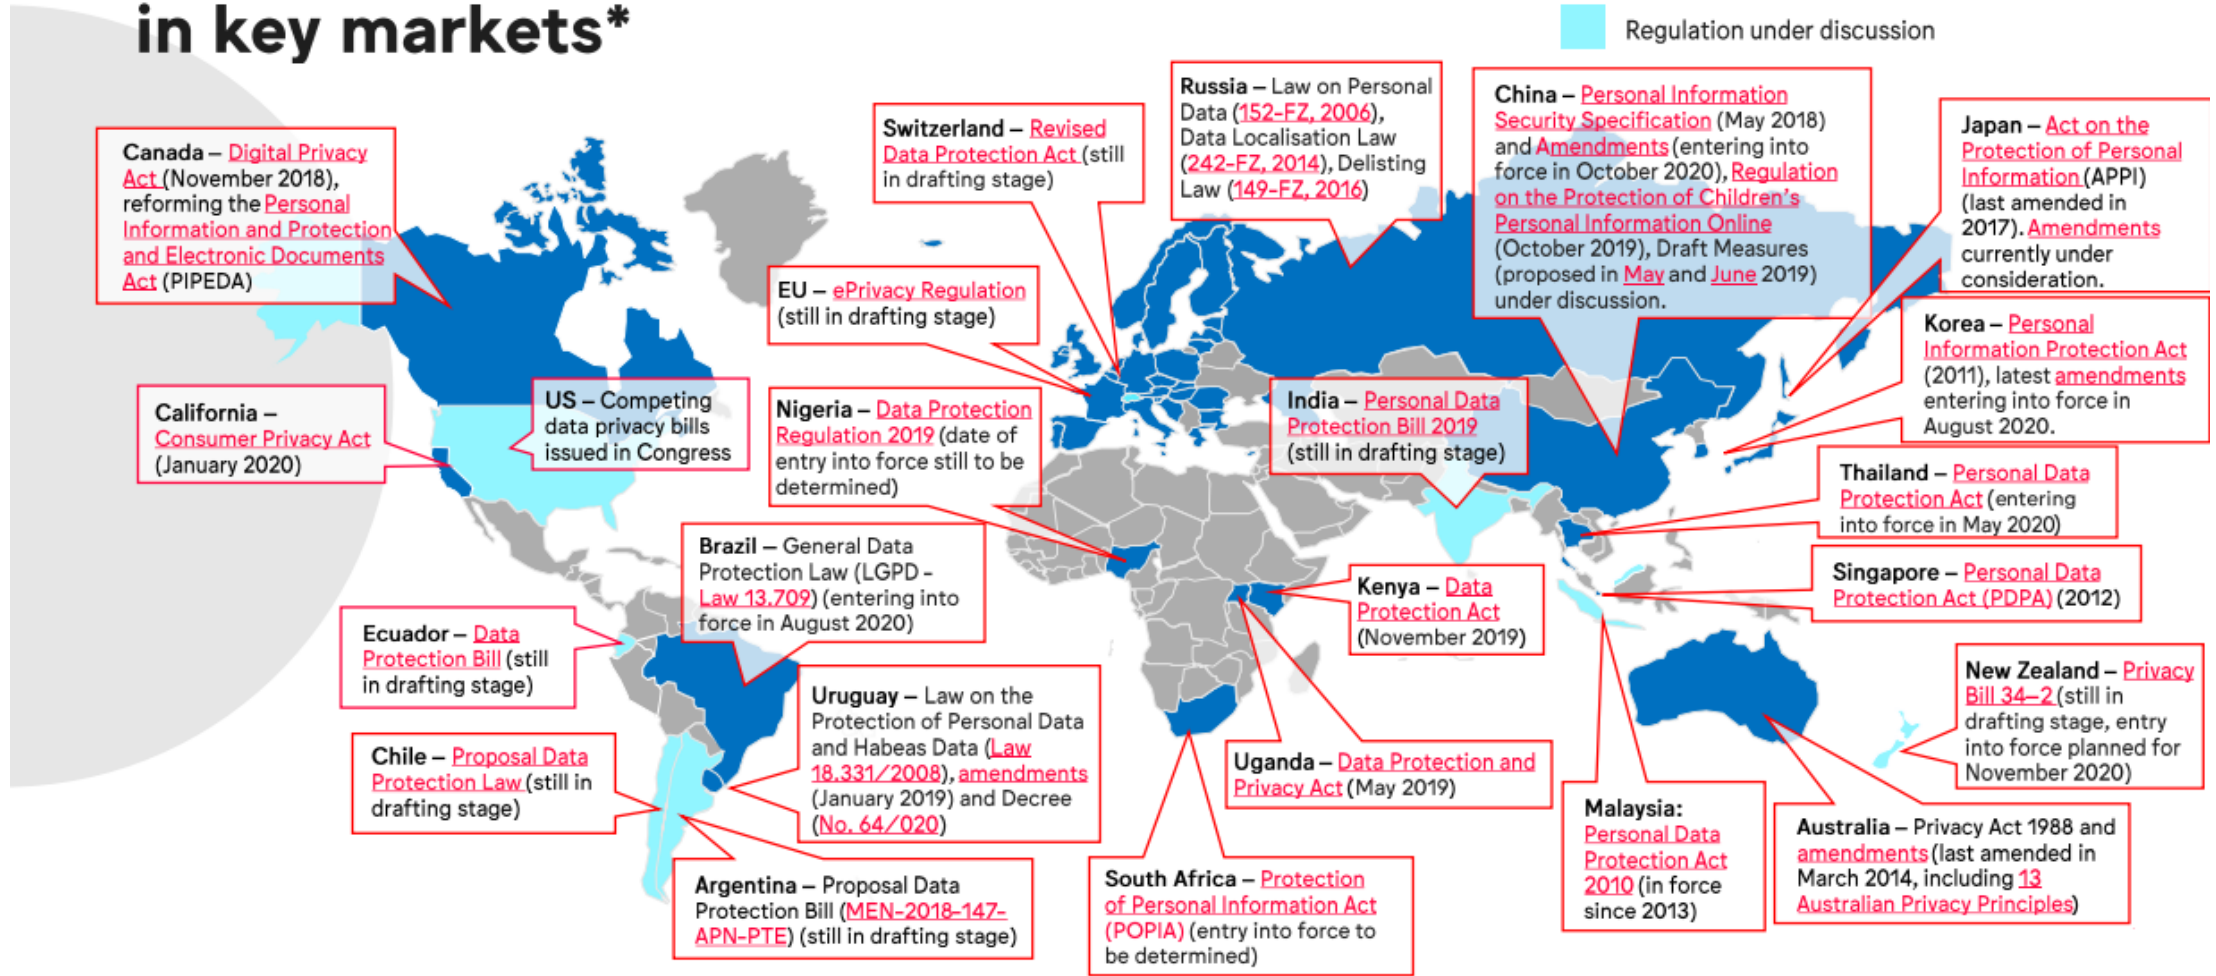 in key markets*
Regulation under discussion
Canada – Digital Privacy
Act (November 2018),
reforming the Personal
Information and Protection
and Electronic Documents
Act (PIPEDA)
Switzerland – Revised
Data Protection Act (still
in drafting stage)
Russia – Law on Personal
Data (152-FZ, 2006),
Data Localisation Law
(242-FZ, 2014), Delisting
Law (149-FZ, 2016)
China – Personal Information
Security Specification (May 2018)
and Amendments (entering into
force in October 2020), Regulation
on the Protection of Children's
Personal Information Online
(October 2019), Draft Measures
(proposed in May and June 2019)
under discussion.
Japan – Act on the
Protection of Personal
Information (APPI)
(last amended in
2017). Amendments
currently under
consideration.
EU – ePrivacy Regulation
(still in drafting stage)
Korea – Personal
Information Protection Act
(2011), latest amendments
entering into force in
August 2020.
California –
Consumer Privacy Act
(January 2020)
US – Competing
data privacy bills
issued in Congress
Nigeria – Data Protection
Regulation 2019 (date of
entry into force still to be
determined)
India – Personal Data
Protection Bill 2019
(still in drafting stage)
Thailand – Personal Data
Protection Act (entering
into force in May 2020)
Brazil – General Data
Protection Law (LGPD -
Law 13.709) (entering into
force in August 2020)
Singapore – Personal Data
Protection Act (PDPA) (2012)
Kenya – Data
Protection Act
(November 2019)
Ecuador – Data
Protection Bill (still
in drafting stage)
Uruguay – Law on the
Protection of Personal Data
and Habeas Data (Law
18.331/2008), amendments
(January 2019) and Decree
(No. 64/020)
New Zealand – Privacy
Bill 34–2 (still in
drafting stage, entry
into force planned for
November 2020)
Chile – Proposal Data
Protection Law (still in
drafting stage)
Uganda – Data Protection and
Privacy Act (May 2019)
Malaysia:
Personal Data
Protection Act
2010 (in force
since 2013)
Australia – Privacy Act 1988 and
amendments (last amended in
March 2014, including 13
Australian Privacy Principles)
Argentina – Proposal Data
Protection Bill (MEN-2018-147-
APN-PTE) (still in drafting stage)
South Africa – Protection
of Personal Information Act
(POPIA) (entry into force to
be determined)